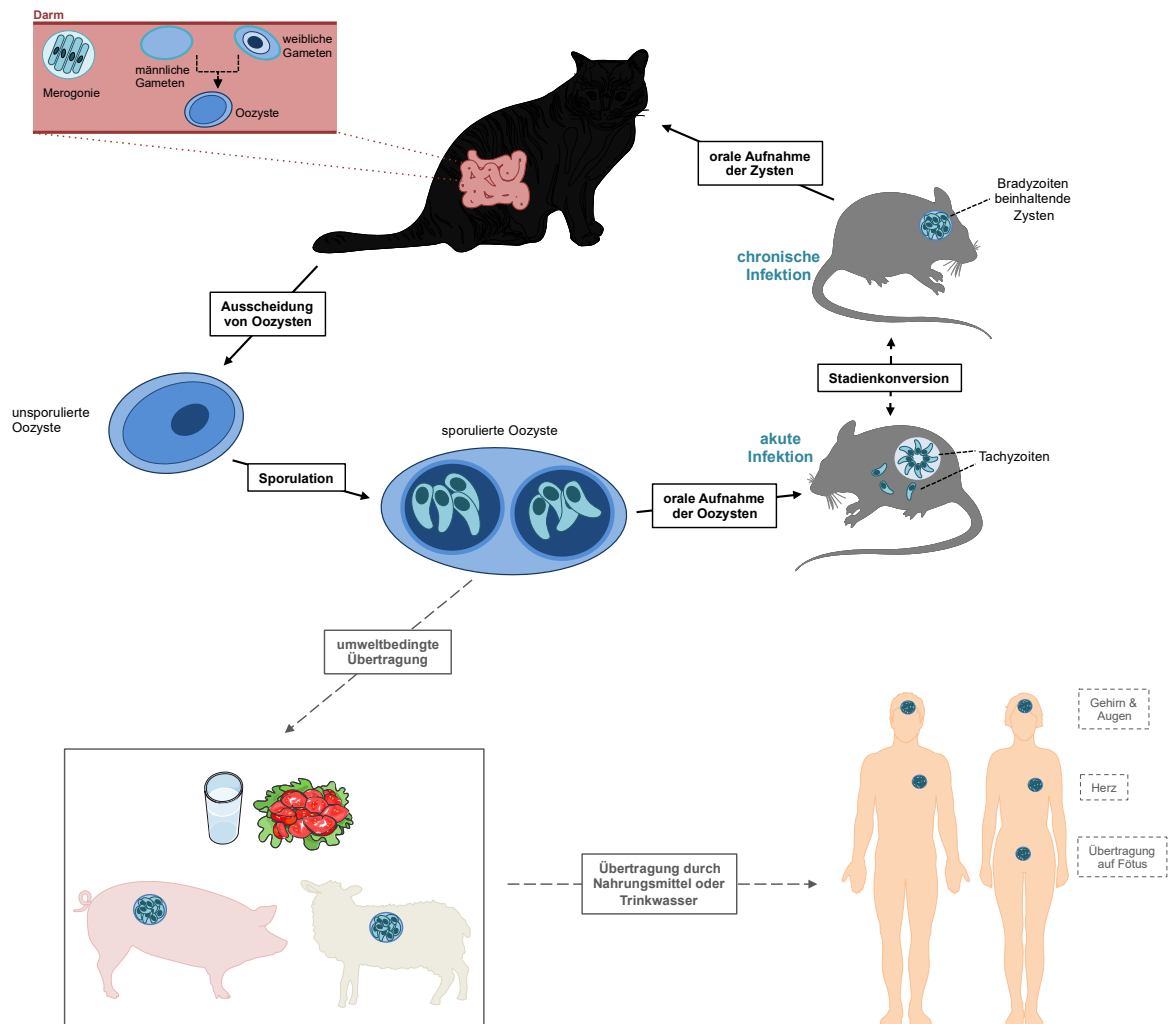 Darm
weibliche
Gameten
männliche
Gameten
Merogonie
Oozyste
orale Aufnahme
der Zysten
Bradyzoiten
beinhaltende
Zysten
chronische
Infektion
Ausscheidung
von Oozysten
Stadienkonversion
unsporulierte
Oozyste
sporulierte Oozyste
akute
Infektion
Tachyzoiten
Sporulation
orale Aufnahme
der Oozysten
umweltbedingte
Übertragung
Gehirn &
Augen
Herz
Übertragung
auf Fötus
Übertragung durch
Nahrungsmittel oder
Trinkwasser